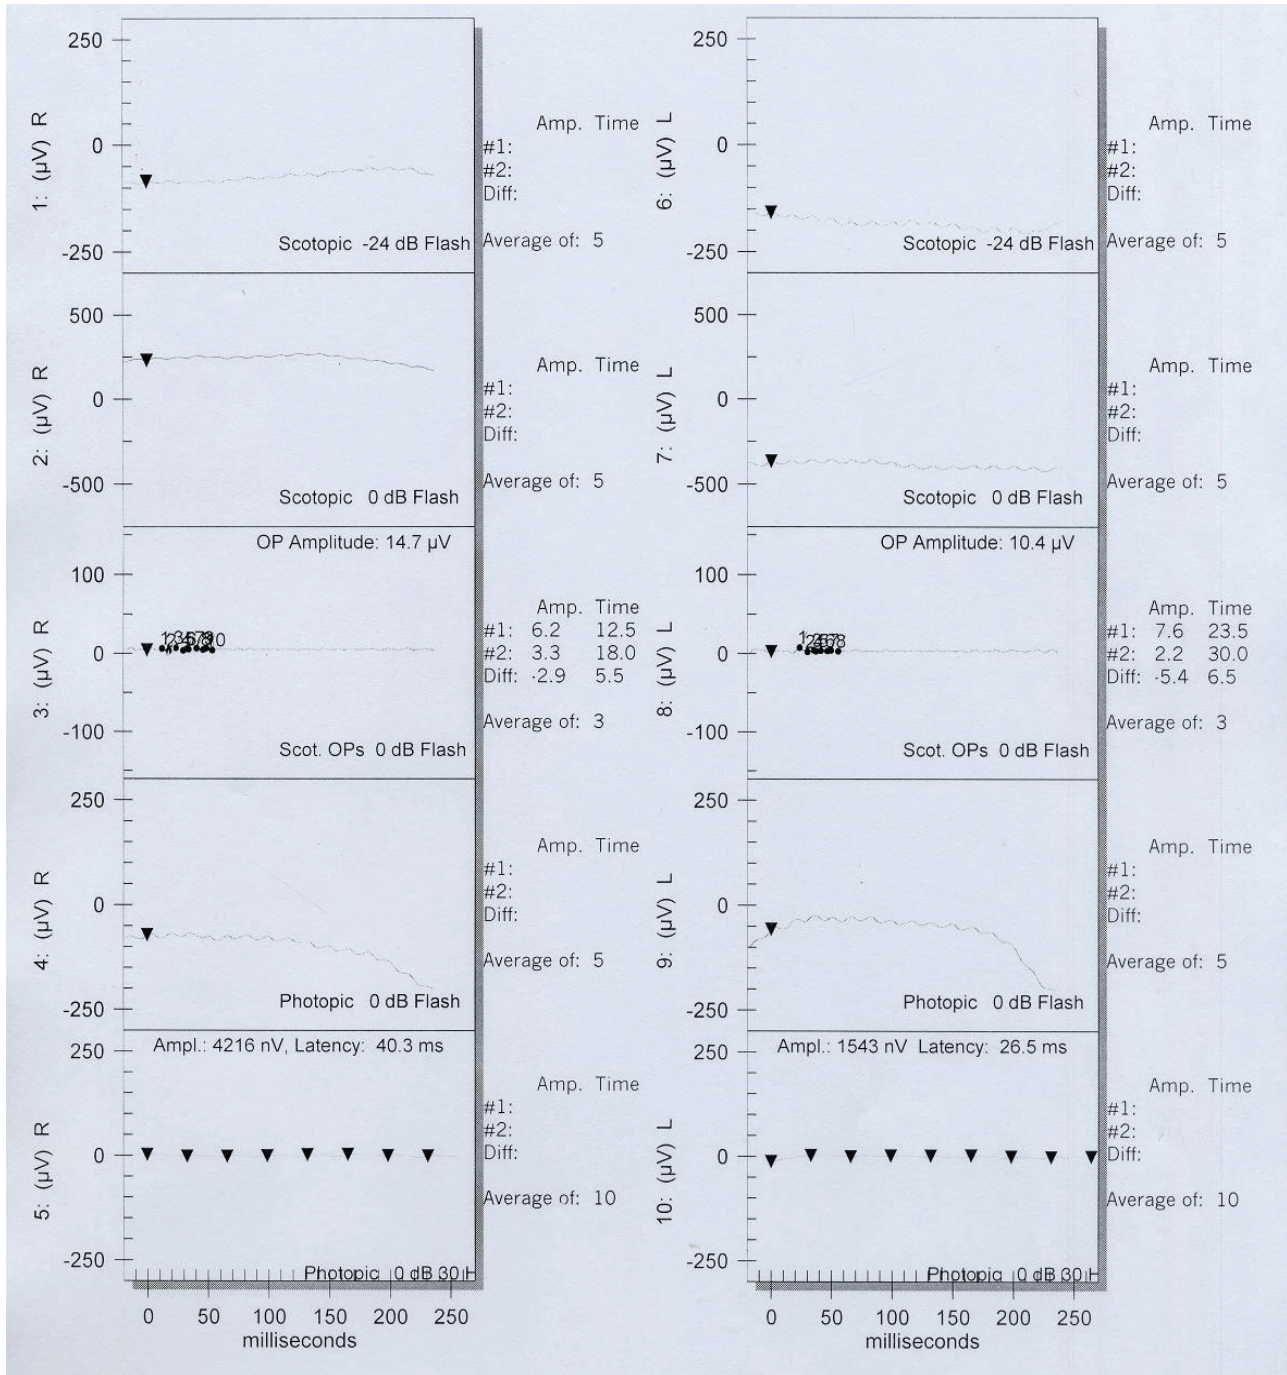 250
0
-250
1: (µV) R
Scotopic -24 dB Flash
Amp. Time
#1:
#2:
Diff:
Average of: 5
500
0
-500
2: (µV) R
Scotopic 0 dB Flash
Amp. Time
#1:
#2:
Diff:
Average of: 5
OP Amplitude: 14.7 µV
100
0
-100
3: (µV) R
Scot. OPs 0 dB Flash
Amp. Time
#1: 6.2 12.5
#2: 3.3 18.0
Diff: -2.9 5.5
Average of: 3
250
0
-250
4: (µV) R
Photopic 0 dB Flash
Amp. Time
#1:
#2:
Diff:
Average of: 5
Ampl.: 4216 nV, Latency: 40.3 ms
250
0
-250
5: (µV) R
Photopic 0 dB 30 H
Amp. Time
#1:
#2:
Diff:
Average of: 10
0 50 100 150 200 250
milliseconds
250
0
-250
6: (µV) L
Scotopic -24 dB Flash
Amp. Time
#1:
#2:
Diff:
Average of: 5
500
0
-500
7: (µV) L
Scotopic 0 dB Flash
Amp. Time
#1:
#2:
Diff:
Average of: 5
OP Amplitude: 10.4 µV
100
0
-100
8: (µV) L
Scot. OPs 0 dB Flash
Amp. Time
#1: 7.6 23.5
#2: 2.2 30.0
Diff: -5.4 6.5
Average of: 3
250
0
-250
9: (µV) L
Photopic 0 dB Flash
Amp. Time
#1:
#2:
Diff:
Average of: 5
Ampl.: 1543 nV Latency: 26.5 ms
250
0
-250
10: (µV) L
Photopic 0 dB 30 H
Amp. Time
#1:
#2:
Diff:
Average of: 10
0 50 100 150 200 250
milliseconds